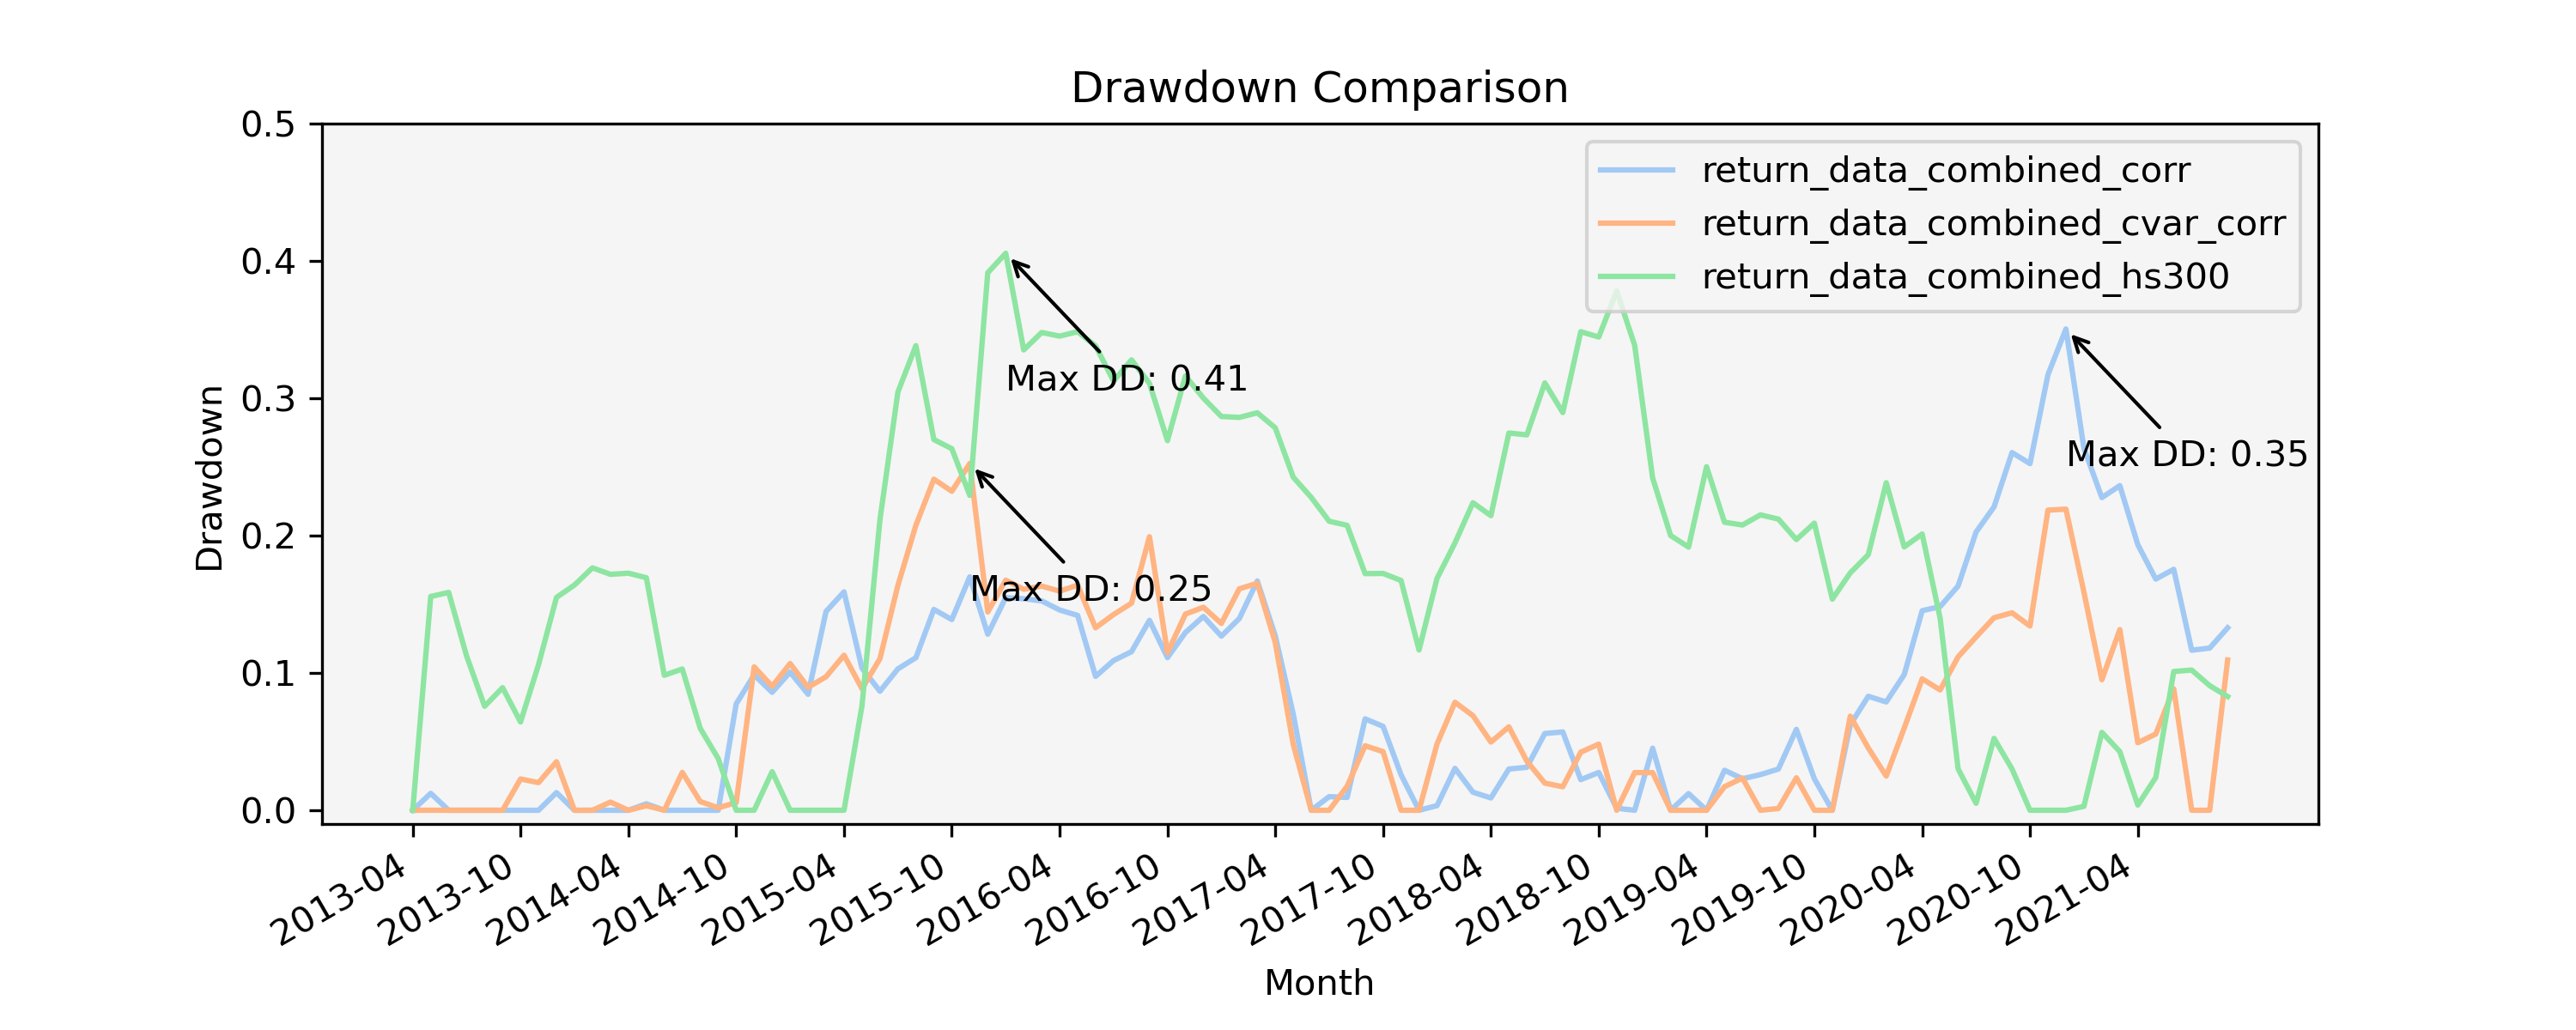 Drawdown Comparison
0.5
0.4
0.3
0.2
0.1
0.0
Drawdown
return_data_combined_corr
return_data_combined_cvar_corr
return_data_combined_hs300
Max DD: 0.41
Max DD: 0.35
Max DD: 0.25
2013-04
2013-10
2014-04
2014-10
2015-04
2015-10
2016-04
2016-10
2017-04
2017-10
2018-04
2018-10
2019-04
2019-10
2020-04
2020-10
2021-04
Month